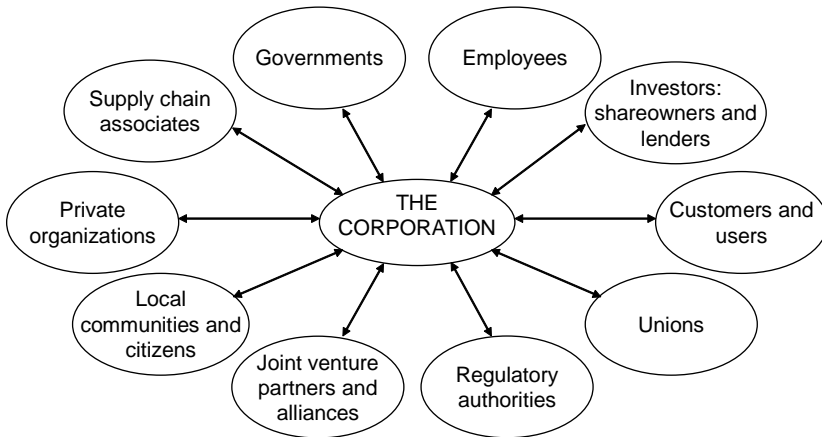 Governments
Employees
Supply chain
associates
Investors:
shareowners and
lenders
Private
organizations
THE
CORPORATION
Customers and
users
Local
communities and
citizens
Unions
Joint venture
partners and
alliances
Regulatory
authorities